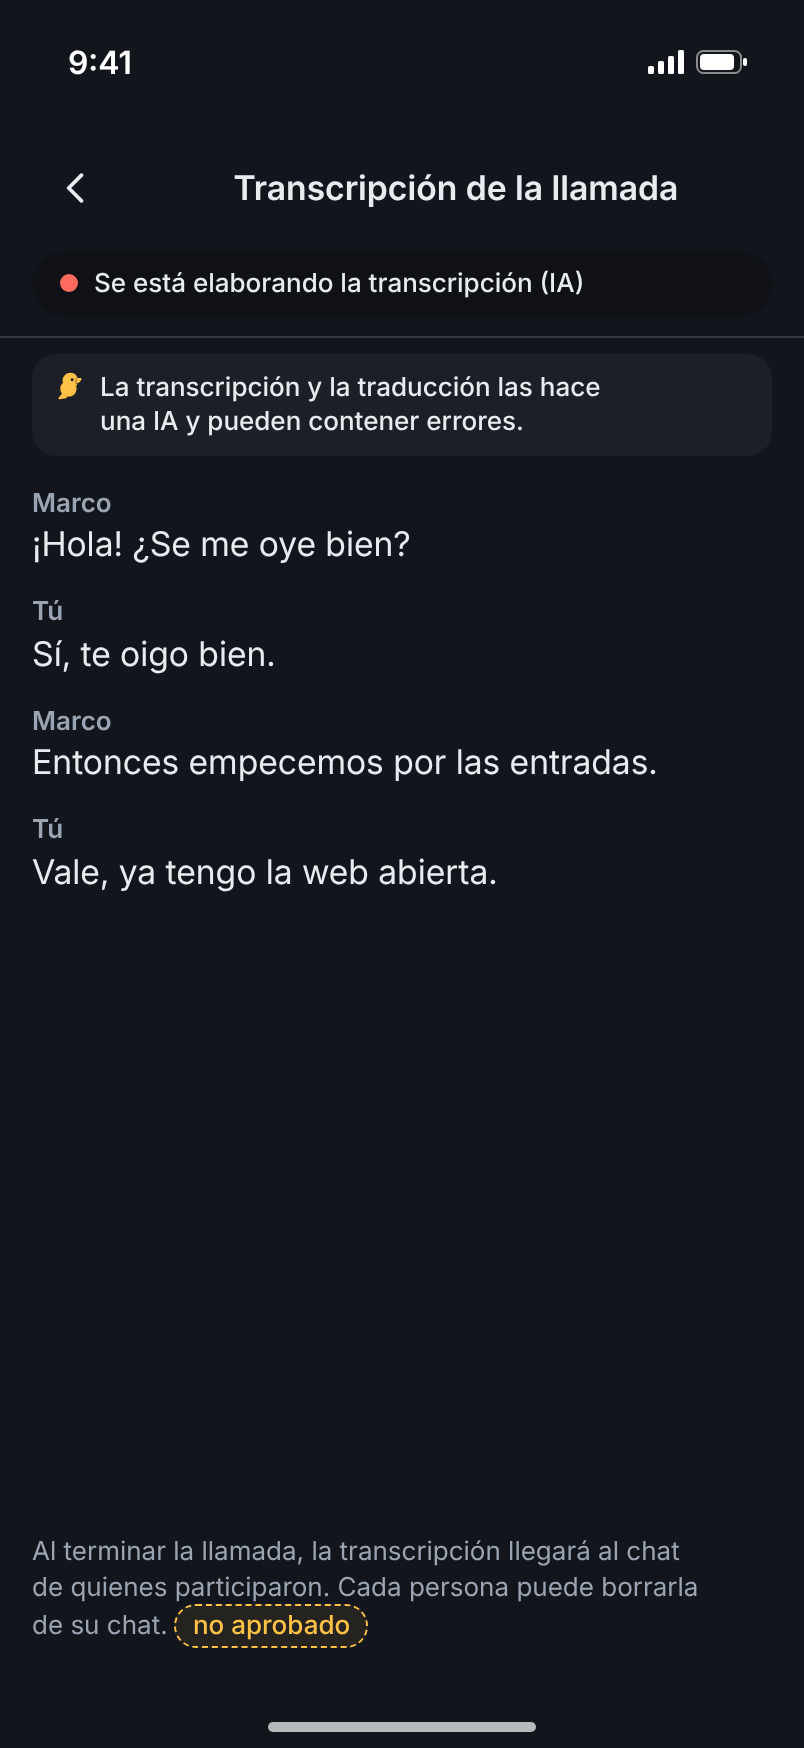 9:41
Transcripción de la llamada
Se está elaborando la transcripción (IA)
La transcripción y la traducción las hace
una IA y pueden contener errores.
Marco
¡Hola! ¿Se me oye bien?
Tú
Sí, te oigo bien.
Marco
Entonces empecemos por las entradas.
Tú
Vale, ya tengo la web abierta.
Al terminar la llamada, la transcripción llegará al chat
de quienes participaron. Cada persona puede borrarla
de su chat. no aprobado